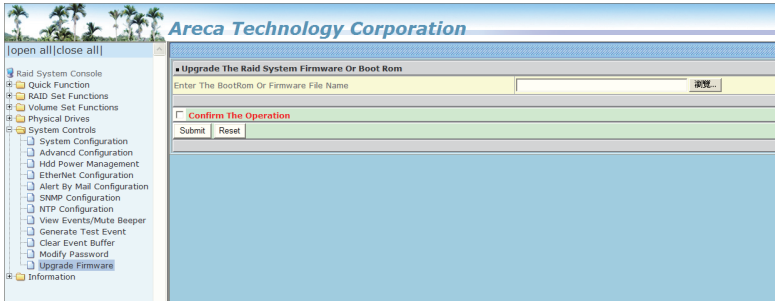 Areca Technology Corporation
|open all|close all|
Raid System Console
Quick Function
RAID Set Functions
Volume Set Functions
Physical Drives
System Controls
System Configuration
Advancd Configuration
Hdd Power Management
EtherNet Configuration
Alert By Mail Configuration
SNMP Configuration
NTP Configuration
View Events/Mute Beeper
Generate Test Event
Clear Event Buffer
Modify Password
Upgrade Firmware
Information
Upgrade The Raid System Firmware Or Boot Rom
Enter The BootRom Or Firmware File Name
瀏覽...
Confirm The Operation
Submit Reset